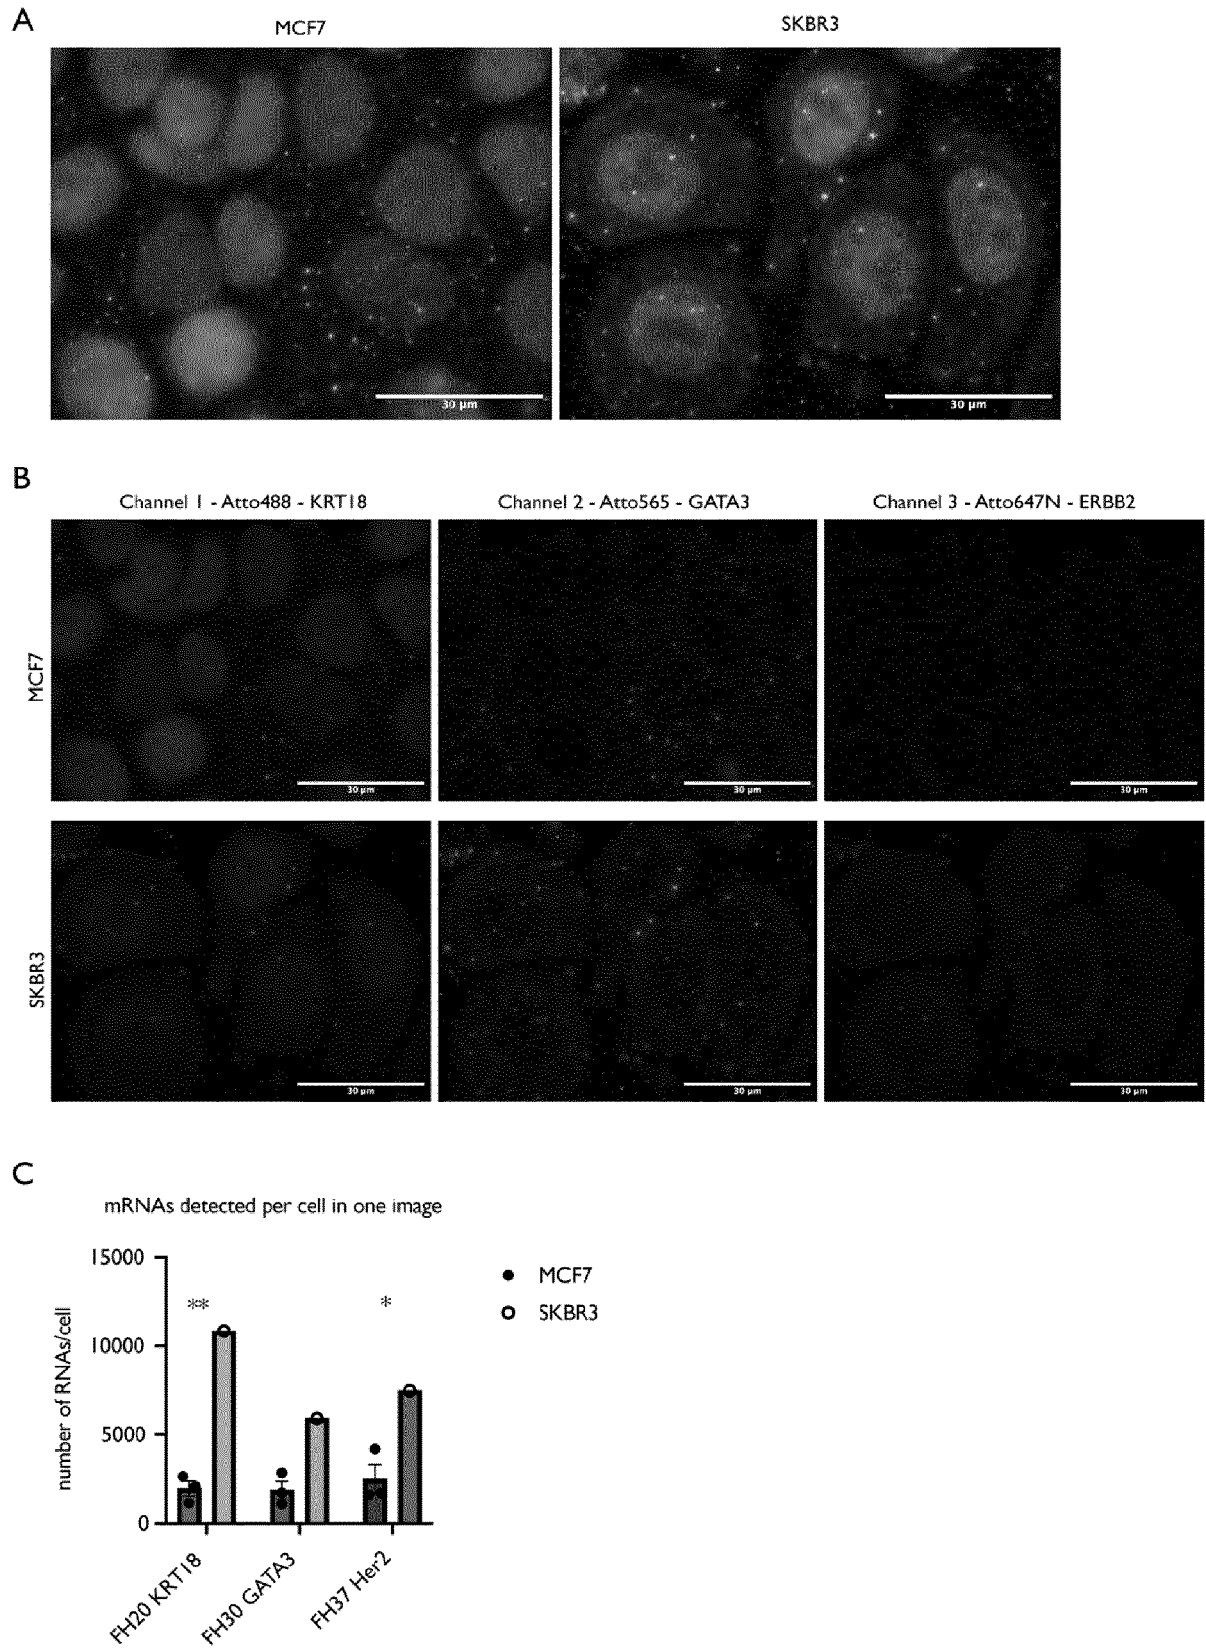 A
MCF7
SKBR3
30 µm
30 µm
B
Channel 1 - Atto488 - KRT18
Channel 2 - Atto565 - GATA3
Channel 3 - Atto647N - ERBB2
MCF7
30 µm
30 µm
30 µm
SKBR3
30 µm
30 µm
30 µm
C
mRNAs detected per cell in one image
number of RNAs/cell
15000
10000
5000
0
**
*
MCF7
SKBR3
FH20 KRT18
FH30 GATA3
FH37 Her2